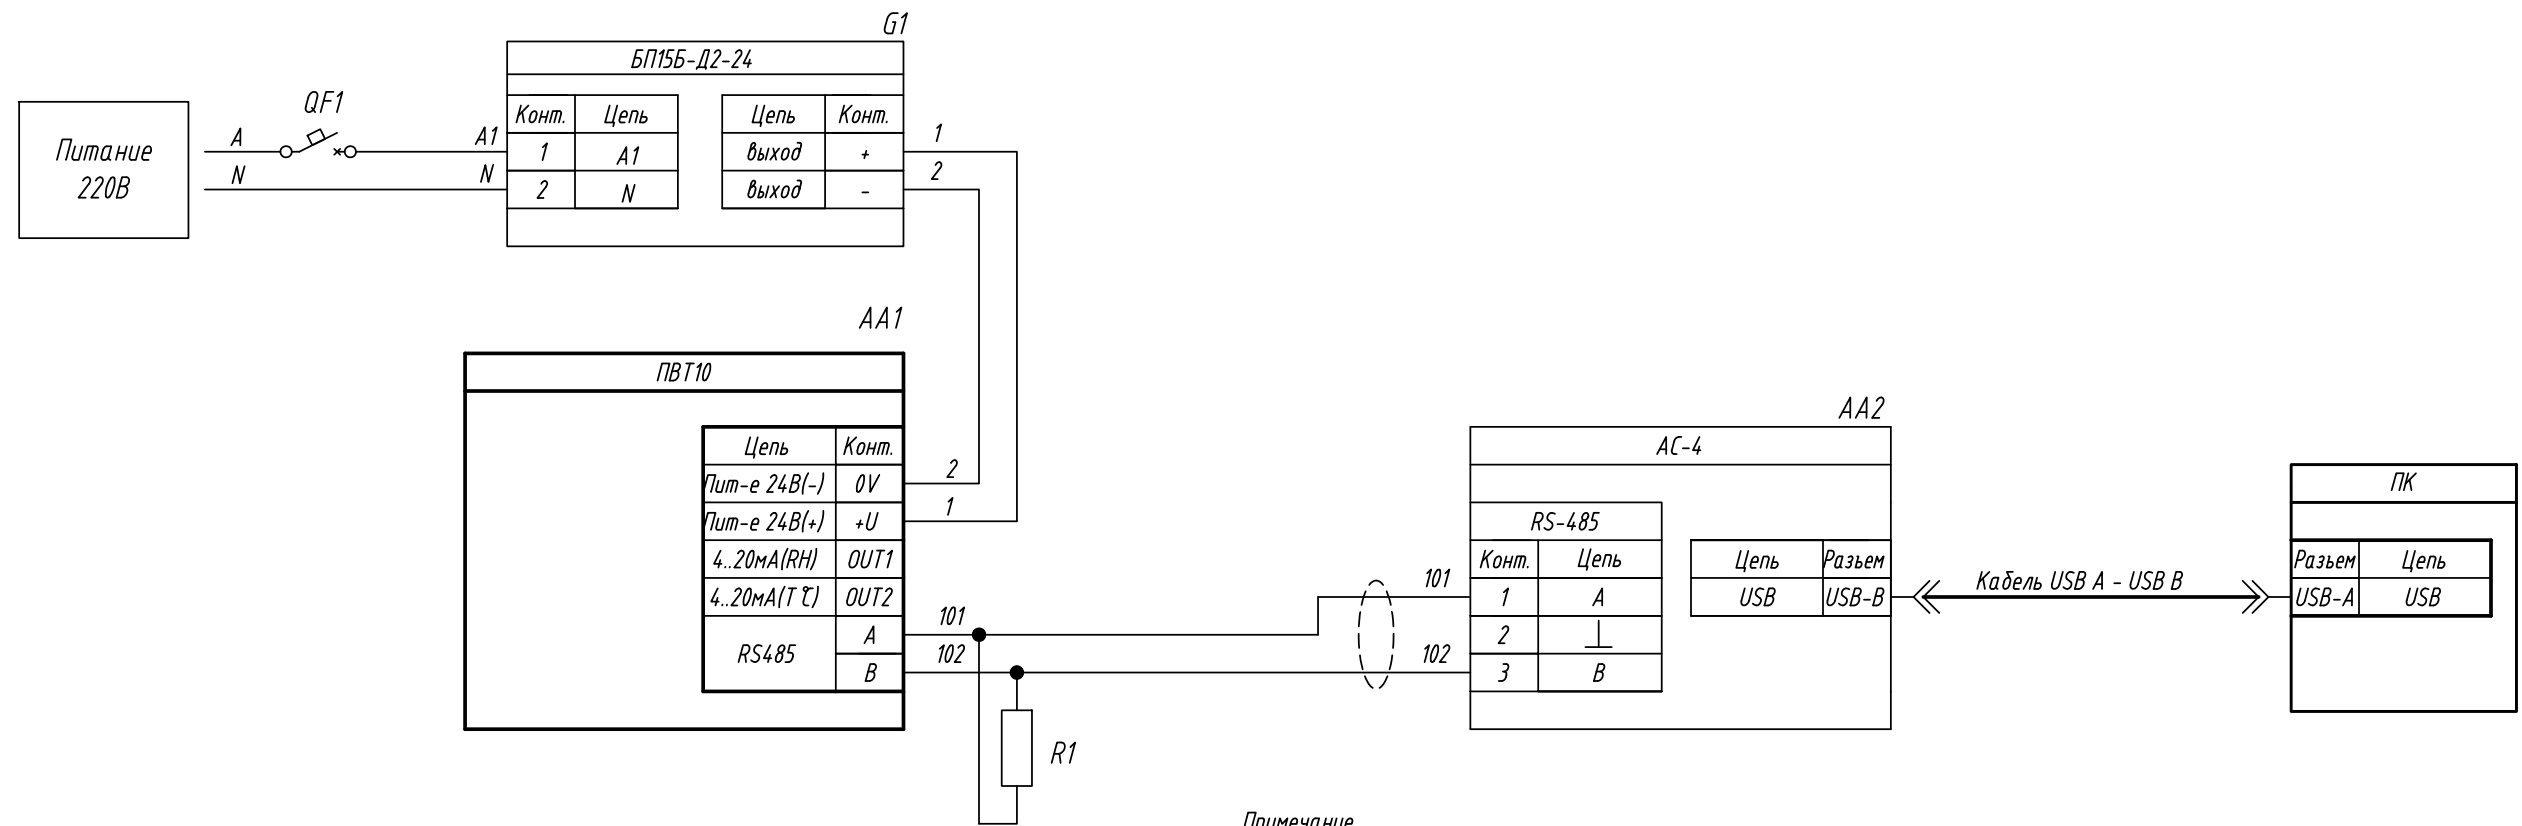 G1
БП15Б-Д2-24
Питание
220В
QF1
A
N
A1
N
Конт. Цепь
1 A1
2 N
Цепь Конт.
выход +
выход -
1
2
AA1
ПВТ10
Цепь Конт.
Пит-е 24В(-) 0V
Пит-е 24В(+) +U
4..20мА(RH) OUT1
4..20мА(T℃) OUT2
RS485 A
B
2
1
101
102
R1
101
102
AA2
АС-4
RS-485
Конт. Цепь
1 A
2 ⊥
3 B
Цепь Разъем
USB USB-B
Кабель USB A - USB B
ПК
Разъем Цепь
USB-A USB
Примечание